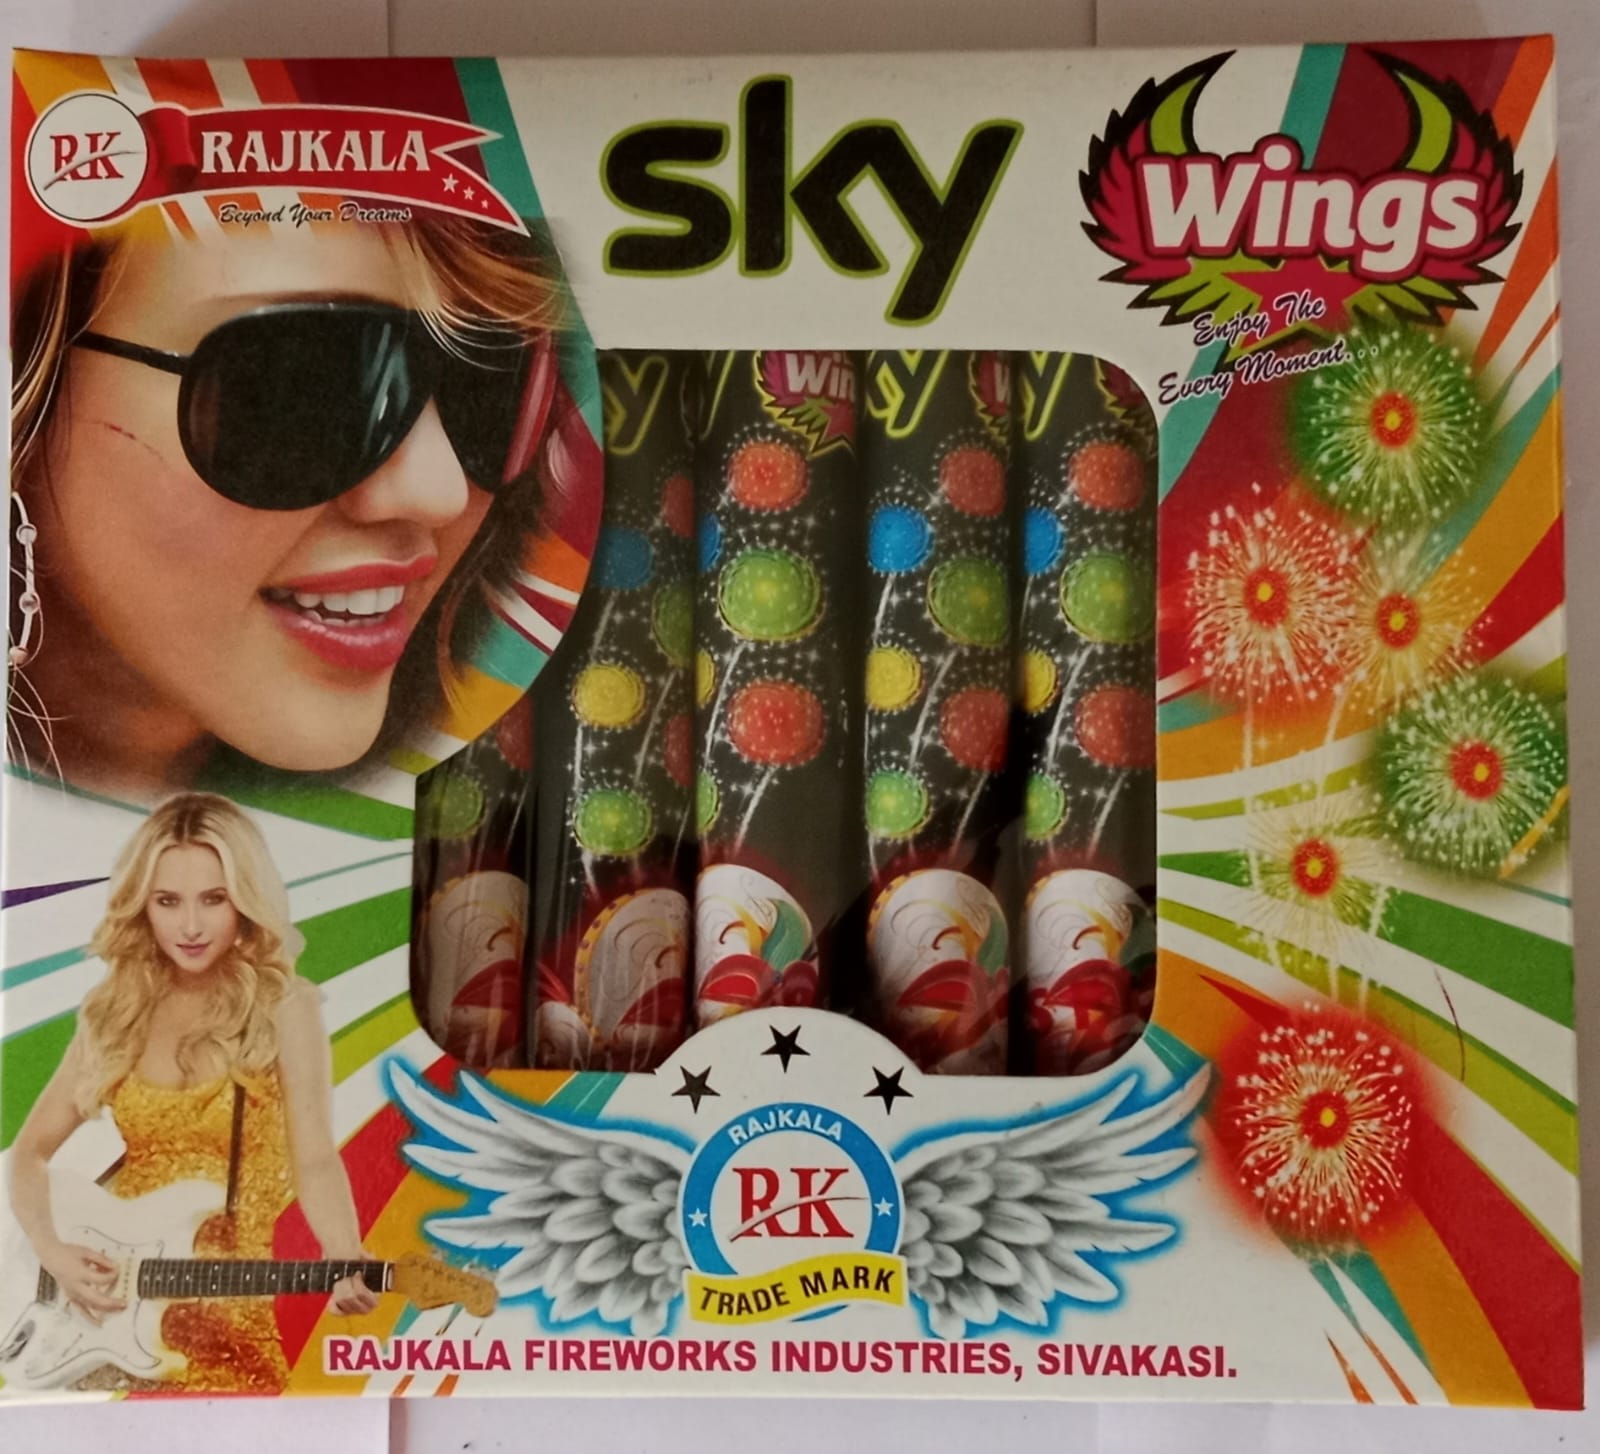 RK
RAJKALA
Beyond Your Dreams
sky
Wings
Enjoy The
Every Moment...
y
Win
y
y
RAJKALA
RK
TRADE MARK
RAJKALA FIREWORKS INDUSTRIES, SIVAKASI.